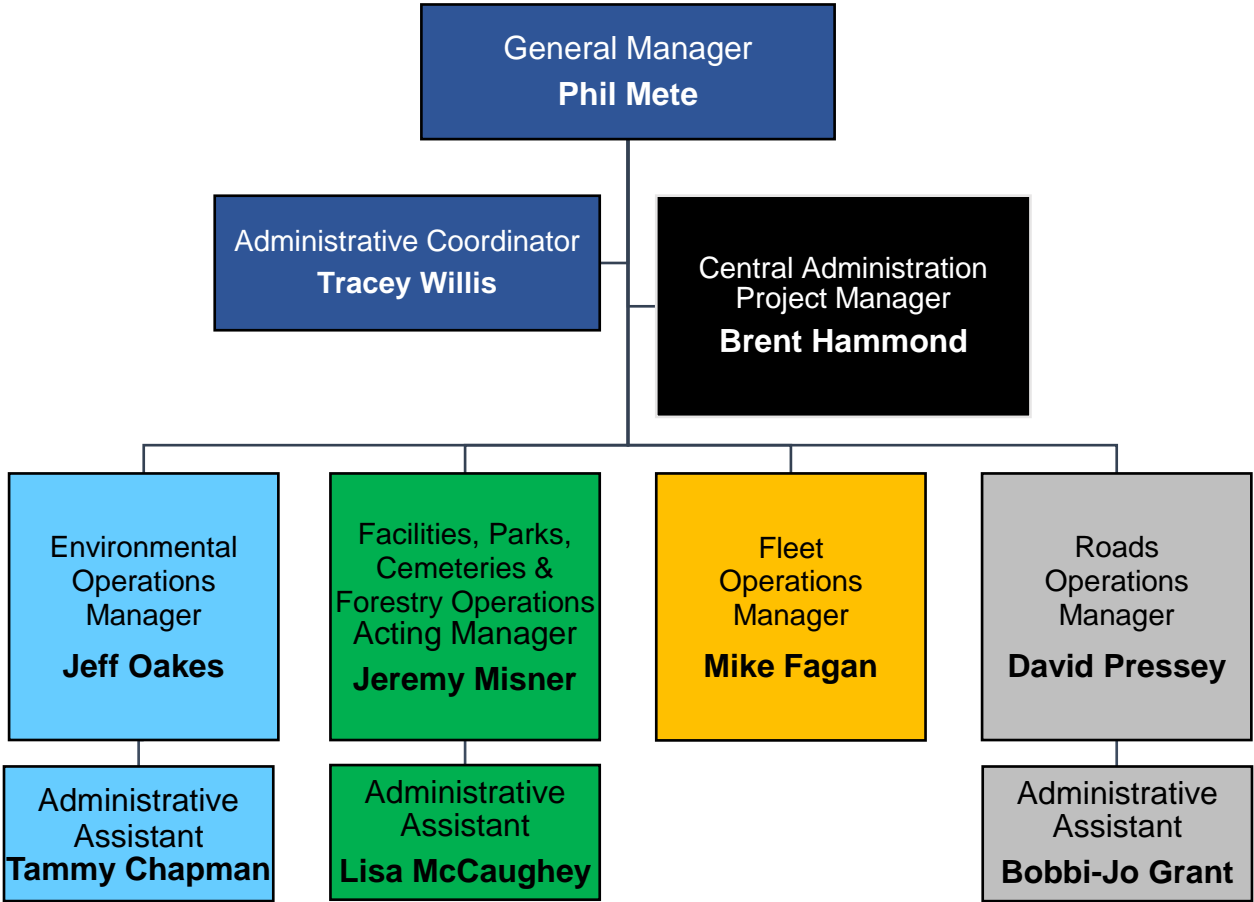 General Manager
Phil Mete
Administrative Coordinator
Tracey Willis
Central Administration
Project Manager
Brent Hammond
Environmental
Operations
Manager
Jeff Oakes
Facilities, Parks,
Cemeteries &
Forestry Operations
Acting Manager
Jeremy Misner
Fleet
Operations
Manager
Mike Fagan
Roads
Operations
Manager
David Pressey
Administrative
Assistant
Tammy Chapman
Administrative
Assistant
Lisa McCaughey
Administrative
Assistant
Bobbi-Jo Grant